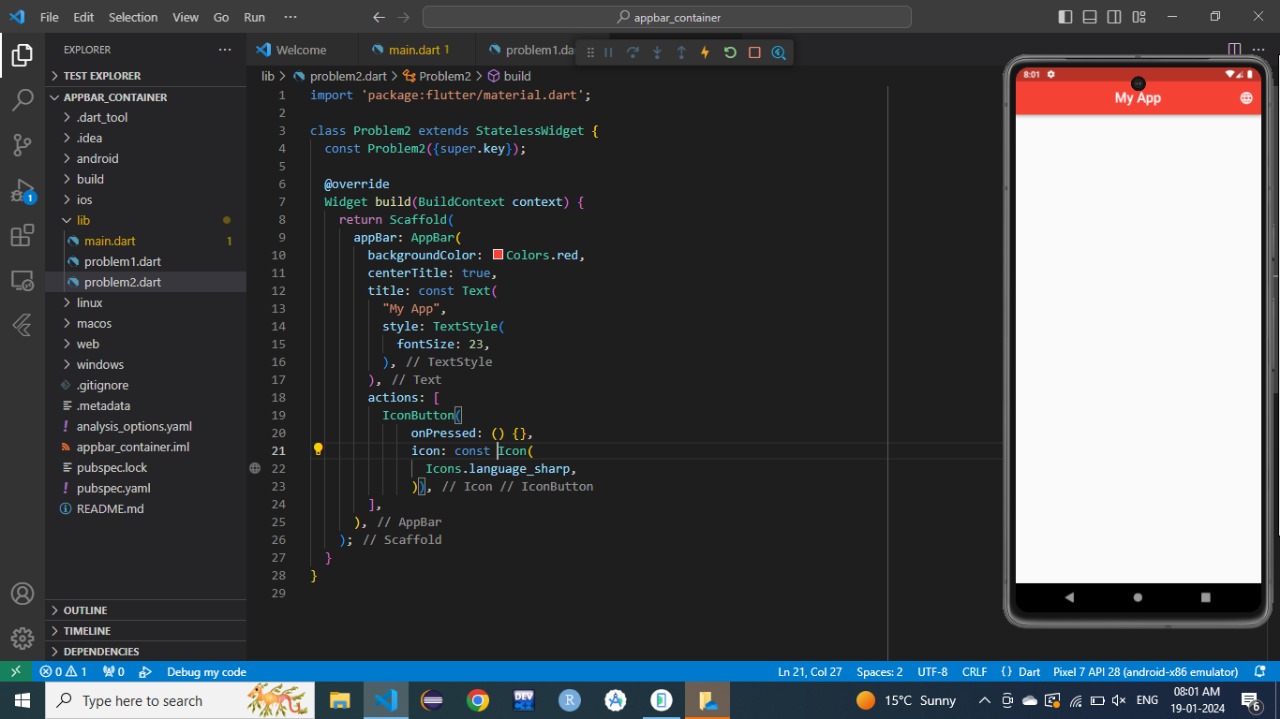 File Edit Selection View Go Run ···
appbar_container
EXPLORER
Welcome
main.dart 1
problem1.da
TEST EXPLORER
APPBAR_CONTAINER
.dart_tool
.idea
android
build
ios
lib
main.dart 1
problem1.dart
problem2.dart
linux
macos
web
windows
.gitignore
.metadata
analysis_options.yaml
appbar_container.iml
pubspec.lock
pubspec.yaml
README.md
OUTLINE
TIMELINE
DEPENDENCIES
1
lib > problem2.dart > Problem2 > build
1 import 'package:flutter/material.dart';
2
3 class Problem2 extends StatelessWidget {
4 const Problem2({super.key});
5
6 @override
7 Widget build(BuildContext context) {
8 return Scaffold(
9 appBar: AppBar(
10 backgroundColor: Colors.red,
11 centerTitle: true,
12 title: const Text(
13 "My App",
14 style: TextStyle(
15 fontSize: 23,
16 ), // TextStyle
17 ), // Text
18 actions: [
19 IconButton(
20 onPressed: () {},
21 icon: const Icon(
22 Icons.language_sharp,
23 )), // Icon // IconButton
24 ],
25 ), // AppBar
26 ); // Scaffold
27 }
28 }
29
8:01
My App
0 1 0 Debug my code
Ln 21, Col 27 Spaces: 2 UTF-8 CRLF {} Dart Pixel 7 API 28 (android-x86 emulator)
Type here to search
DEV
R
15°C Sunny
ENG
08:01 AM
19-01-2024
6